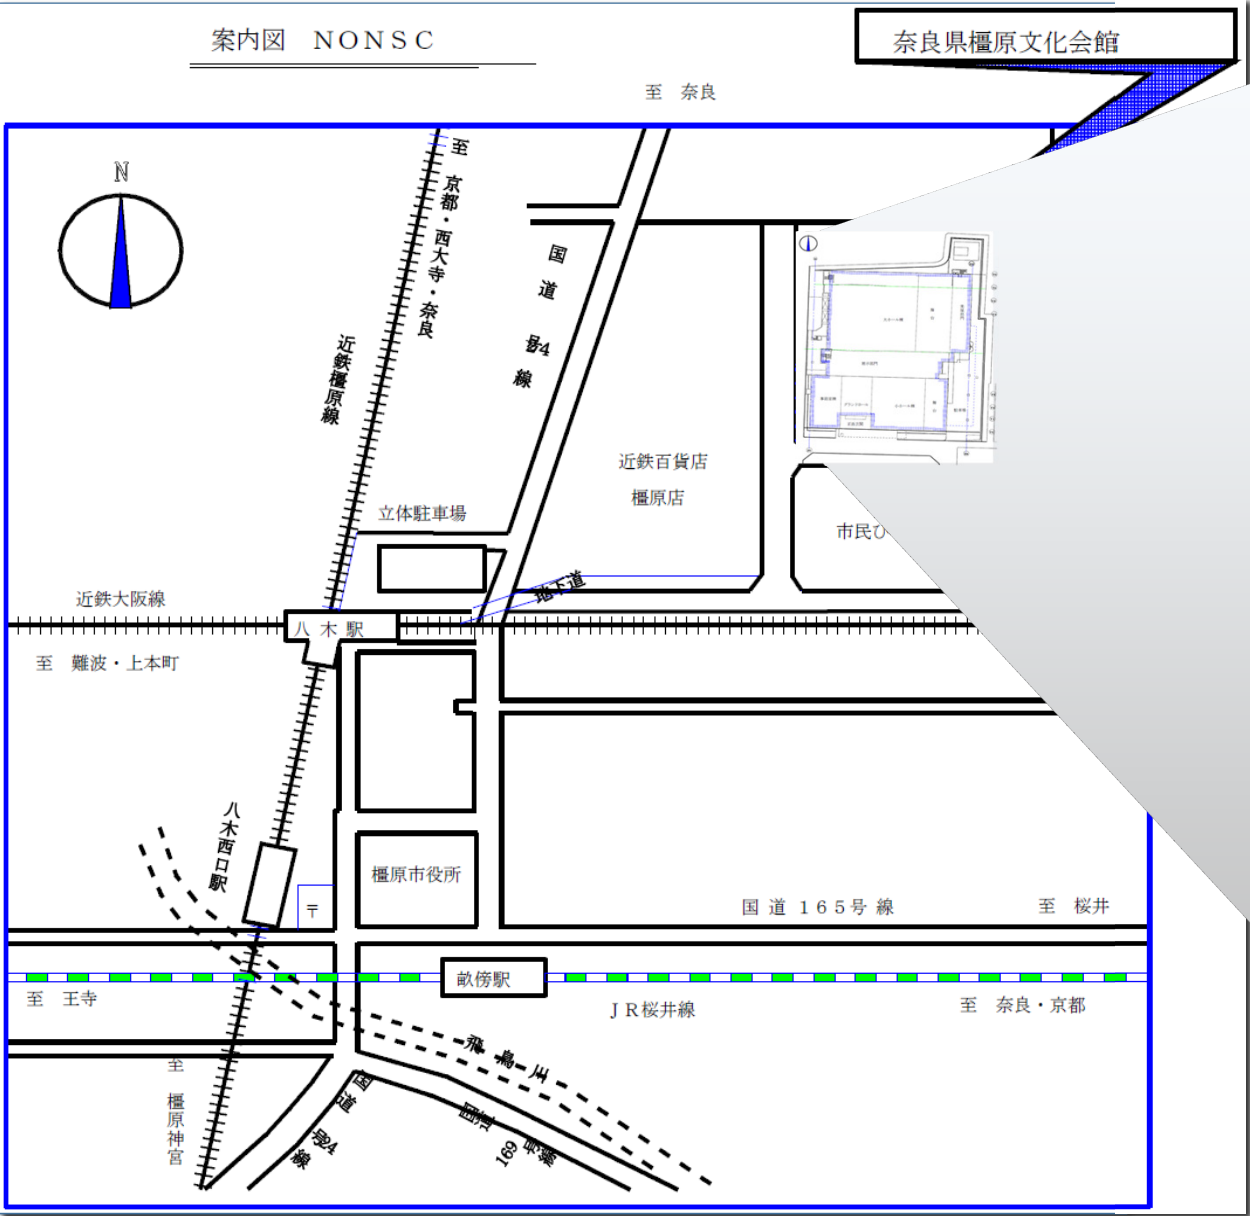 案内図　ＮＯＮＳＣ
奈良県橿原文化会館
至　奈良
N
至　京都・西大寺・奈良
国道　24号線
近鉄橿原線
近鉄百貨店
橿原店
立体駐車場
市民ひ
地下道
近鉄大阪線
八木駅
至　難波・上本町
八木西口駅
橿原市役所
〒
国道１６５号線
至　桜井
畝傍駅
至　王寺
ＪＲ桜井線
至　奈良・京都
飛鳥
至　橿原神宮
国道　24号線
国道　169号線